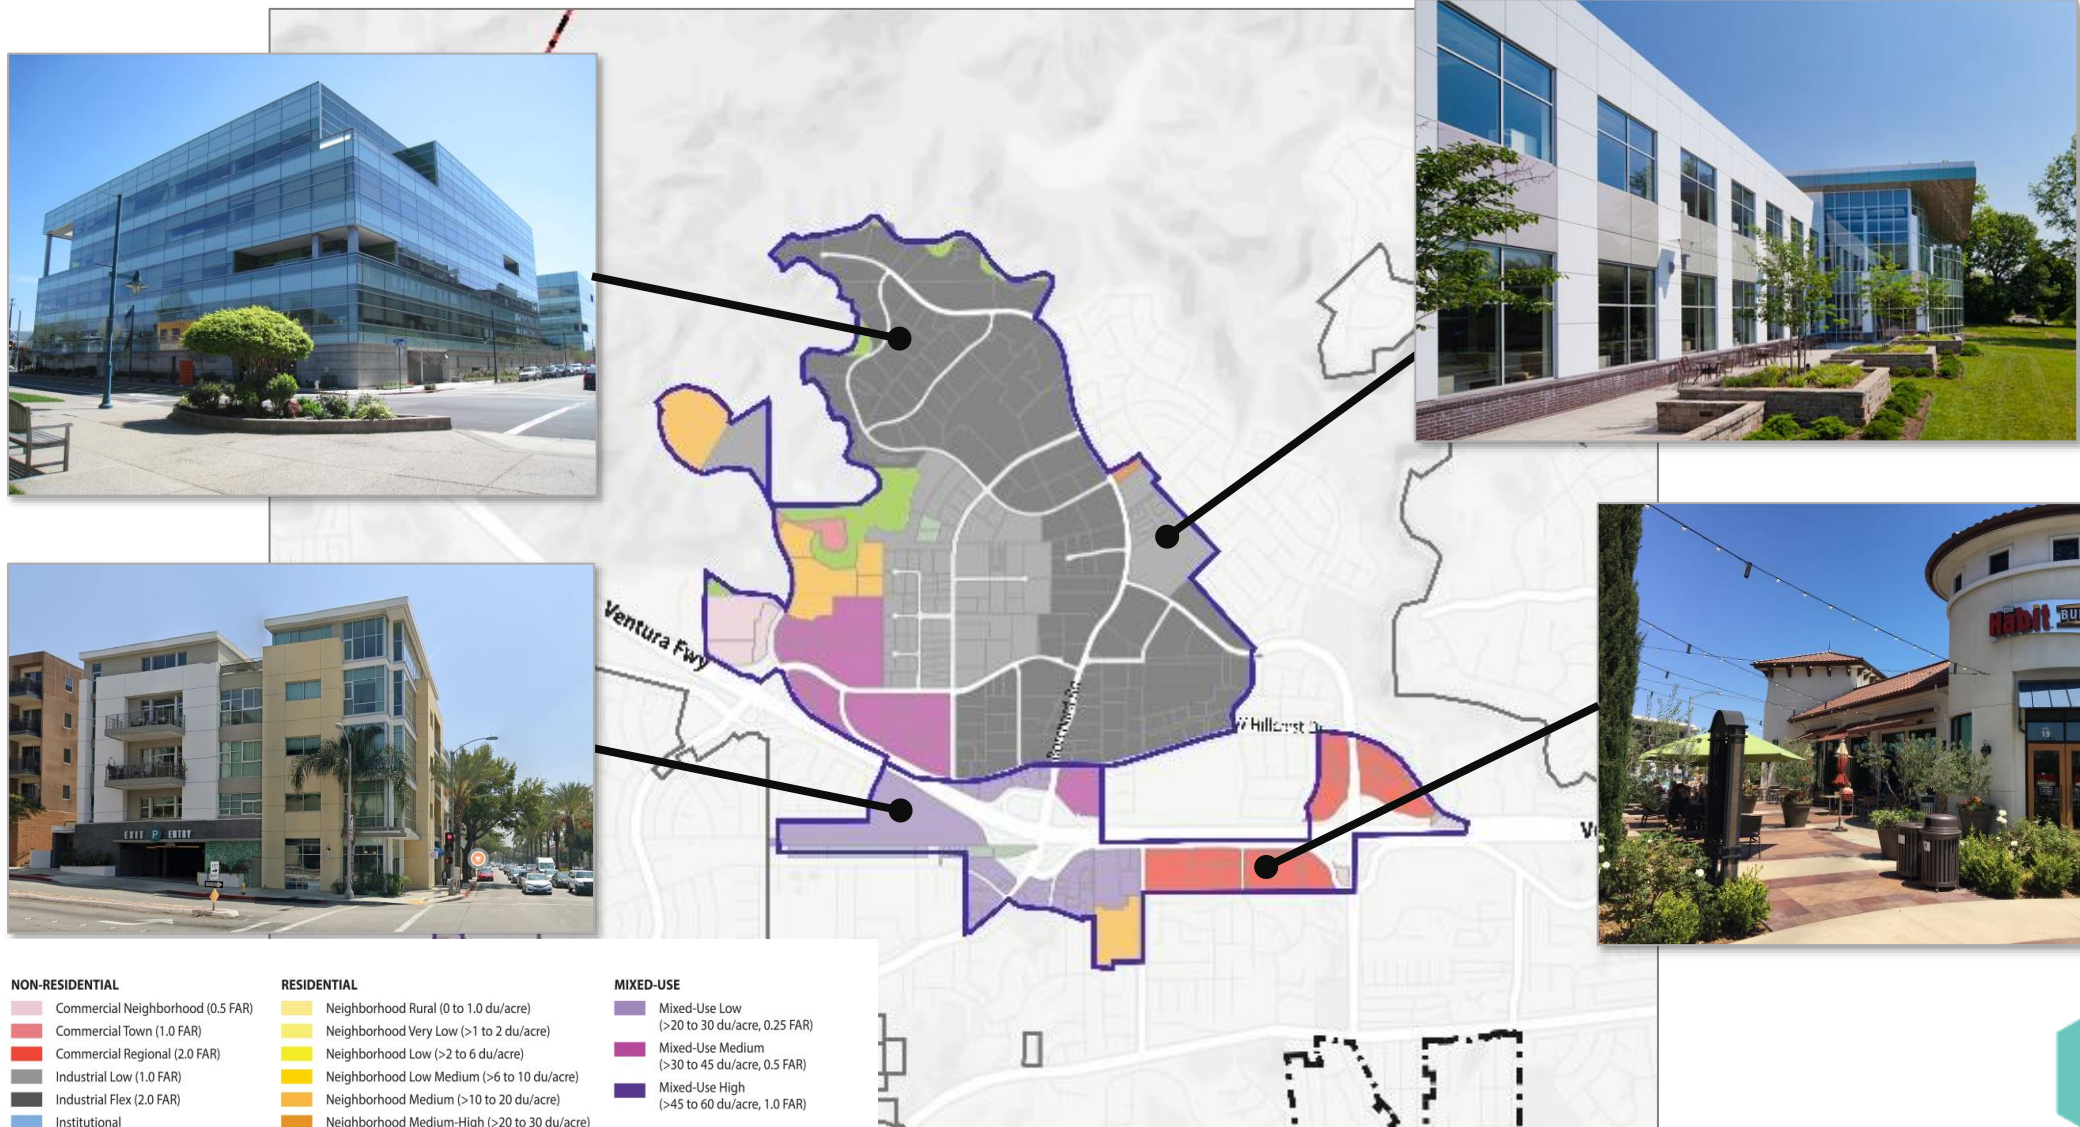 Ventura Fwy
W Hillcrest Dr
the
Habit BU
19
EXIT P ENTRY
NON-RESIDENTIAL
Commercial Neighborhood (0.5 FAR)
Commercial Town (1.0 FAR)
Commercial Regional (2.0 FAR)
Industrial Low (1.0 FAR)
Industrial Flex (2.0 FAR)
Institutional
RESIDENTIAL
Neighborhood Rural (0 to 1.0 du/acre)
Neighborhood Very Low (>1 to 2 du/acre)
Neighborhood Low (>2 to 6 du/acre)
Neighborhood Low Medium (>6 to 10 du/acre)
Neighborhood Medium (>10 to 20 du/acre)
Neighborhood Medium-High (>20 to 30 du/acre)
MIXED-USE
Mixed-Use Low
(>20 to 30 du/acre, 0.25 FAR)
Mixed-Use Medium
(>30 to 45 du/acre, 0.5 FAR)
Mixed-Use High
(>45 to 60 du/acre, 1.0 FAR)